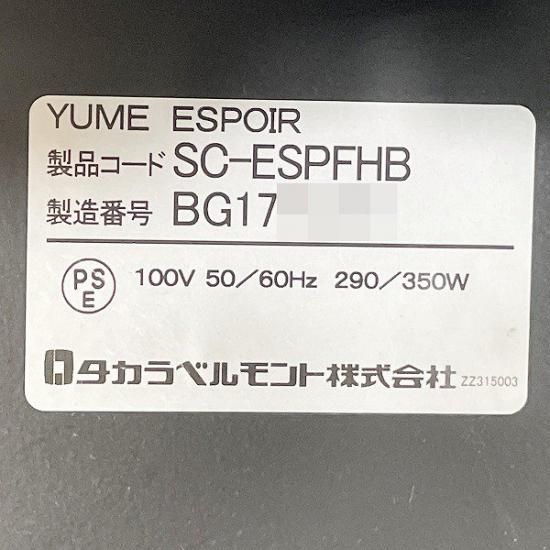 YUME ESPOIR
製品コード SC-ESPFHB
製造番号 BG17
PS
E
100V 50/60Hz 290/350W
タカラベルモント株式会社 ZZ315003